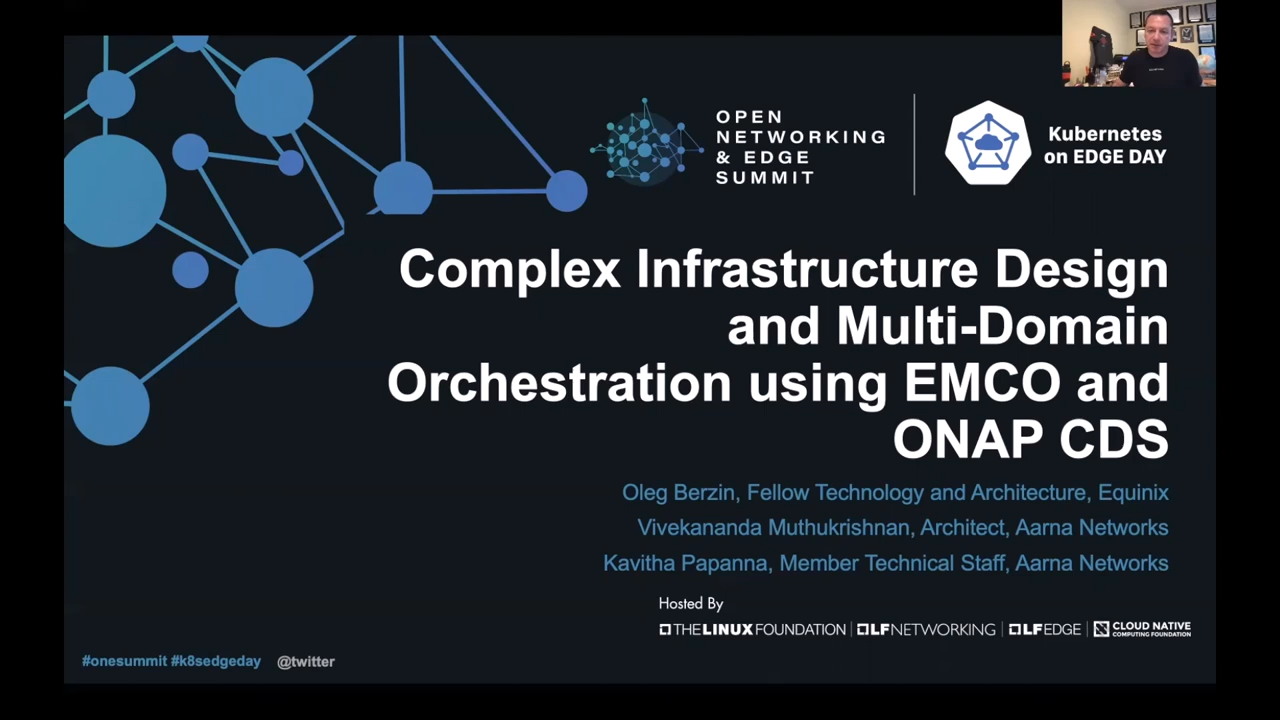 OPEN
NETWORKING
& EDGE
SUMMIT
Kubernetes
on EDGE DAY
Complex Infrastructure Design
and Multi-Domain
Orchestration using EMCO and
ONAP CDS
Oleg Berzin, Fellow Technology and Architecture, Equinix
Vivekananda Muthukrishnan, Architect, Aarna Networks
Kavitha Papanna, Member Technical Staff, Aarna Networks
Hosted By
THE LINUX FOUNDATION | LF NETWORKING | LF EDGE | CLOUD NATIVE COMPUTING FOUNDATION
#onesummit #k8sedgeday @twitter